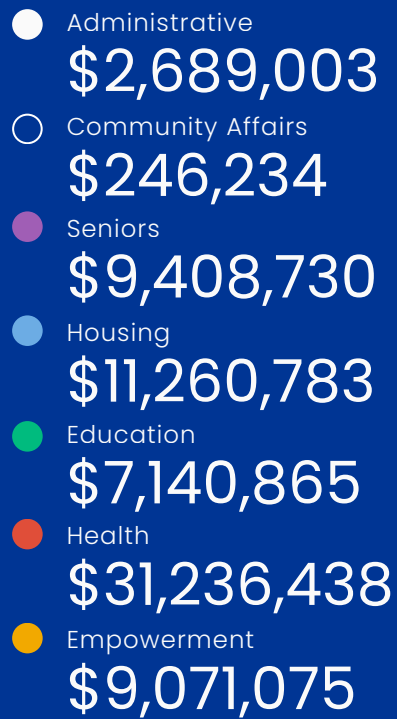 Administrative
$2,689,003
Community Affairs
$246,234
Seniors
$9,408,730
Housing
$11,260,783
Education
$7,140,865
Health
$31,236,438
Empowerment
$9,071,075